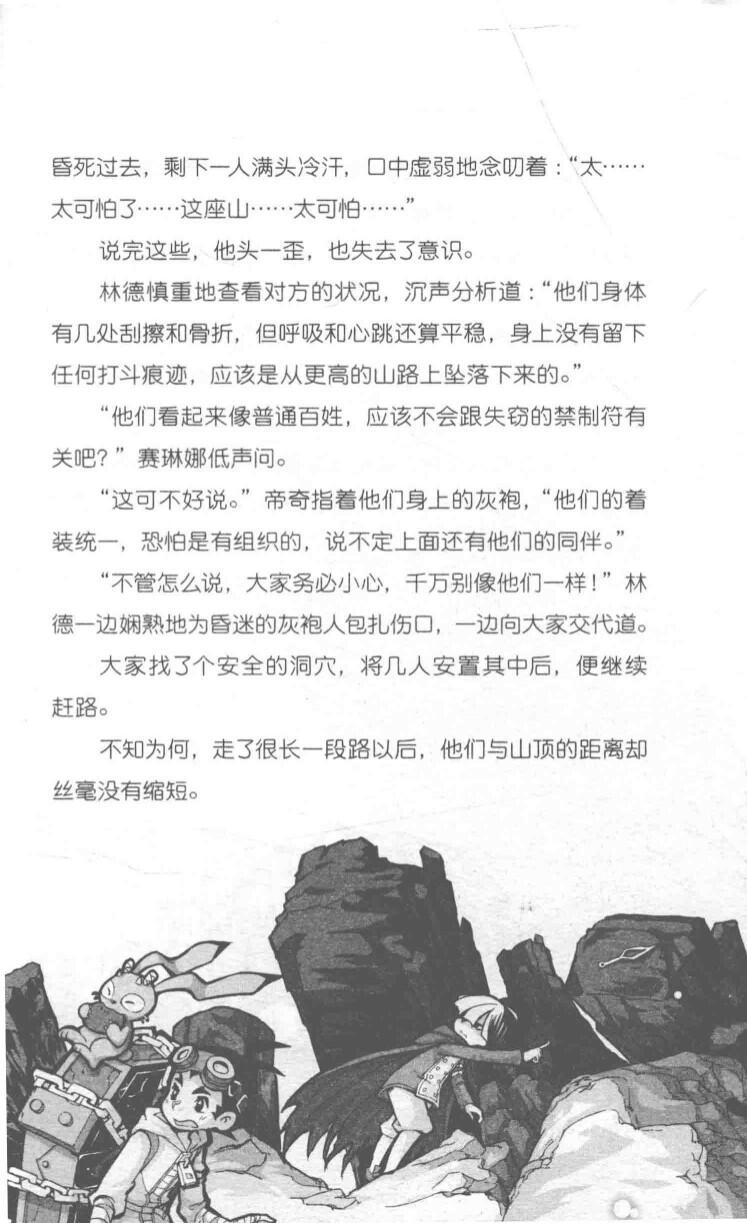 昏死过去，剩下一人满头冷汗，口中虚弱地念叨着：“太……
太可怕了……这座山……太可怕……”
说完这些，他头一歪，也失去了意识。
林德慎重地查看对方的状况，沉声分析道：“他们身体
有几处刮擦和骨折，但呼吸和心跳还算平稳，身上没有留下
任何打斗痕迹，应该是从更高的山路上坠落下来的。”
“他们看起来像普通百姓，应该不会跟失窃的禁制符有
关吧？”赛琳娜低声问。
“这可不好说。”帝奇指着他们身上的灰袍，“他们的着
装统一，恐怕是有组织的，说不定上面还有他们的同伴。”
“不管怎么说，大家务必小心，千万别像他们一样！”林
德一边娴熟地为昏迷的灰袍人包扎伤口，一边向大家交代道。
大家找了个安全的洞穴，将几人安置其中后，便继续
赶路。
不知为何，走了很长一段路以后，他们与山顶的距离却
丝毫没有缩短。